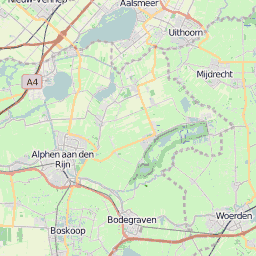 Nieuw-Vennep
Aalsmeer
Uithoorn
Mijdrecht
A4
Alphen aan den
Rijn
Bodegraven
Woerden
Boskoop